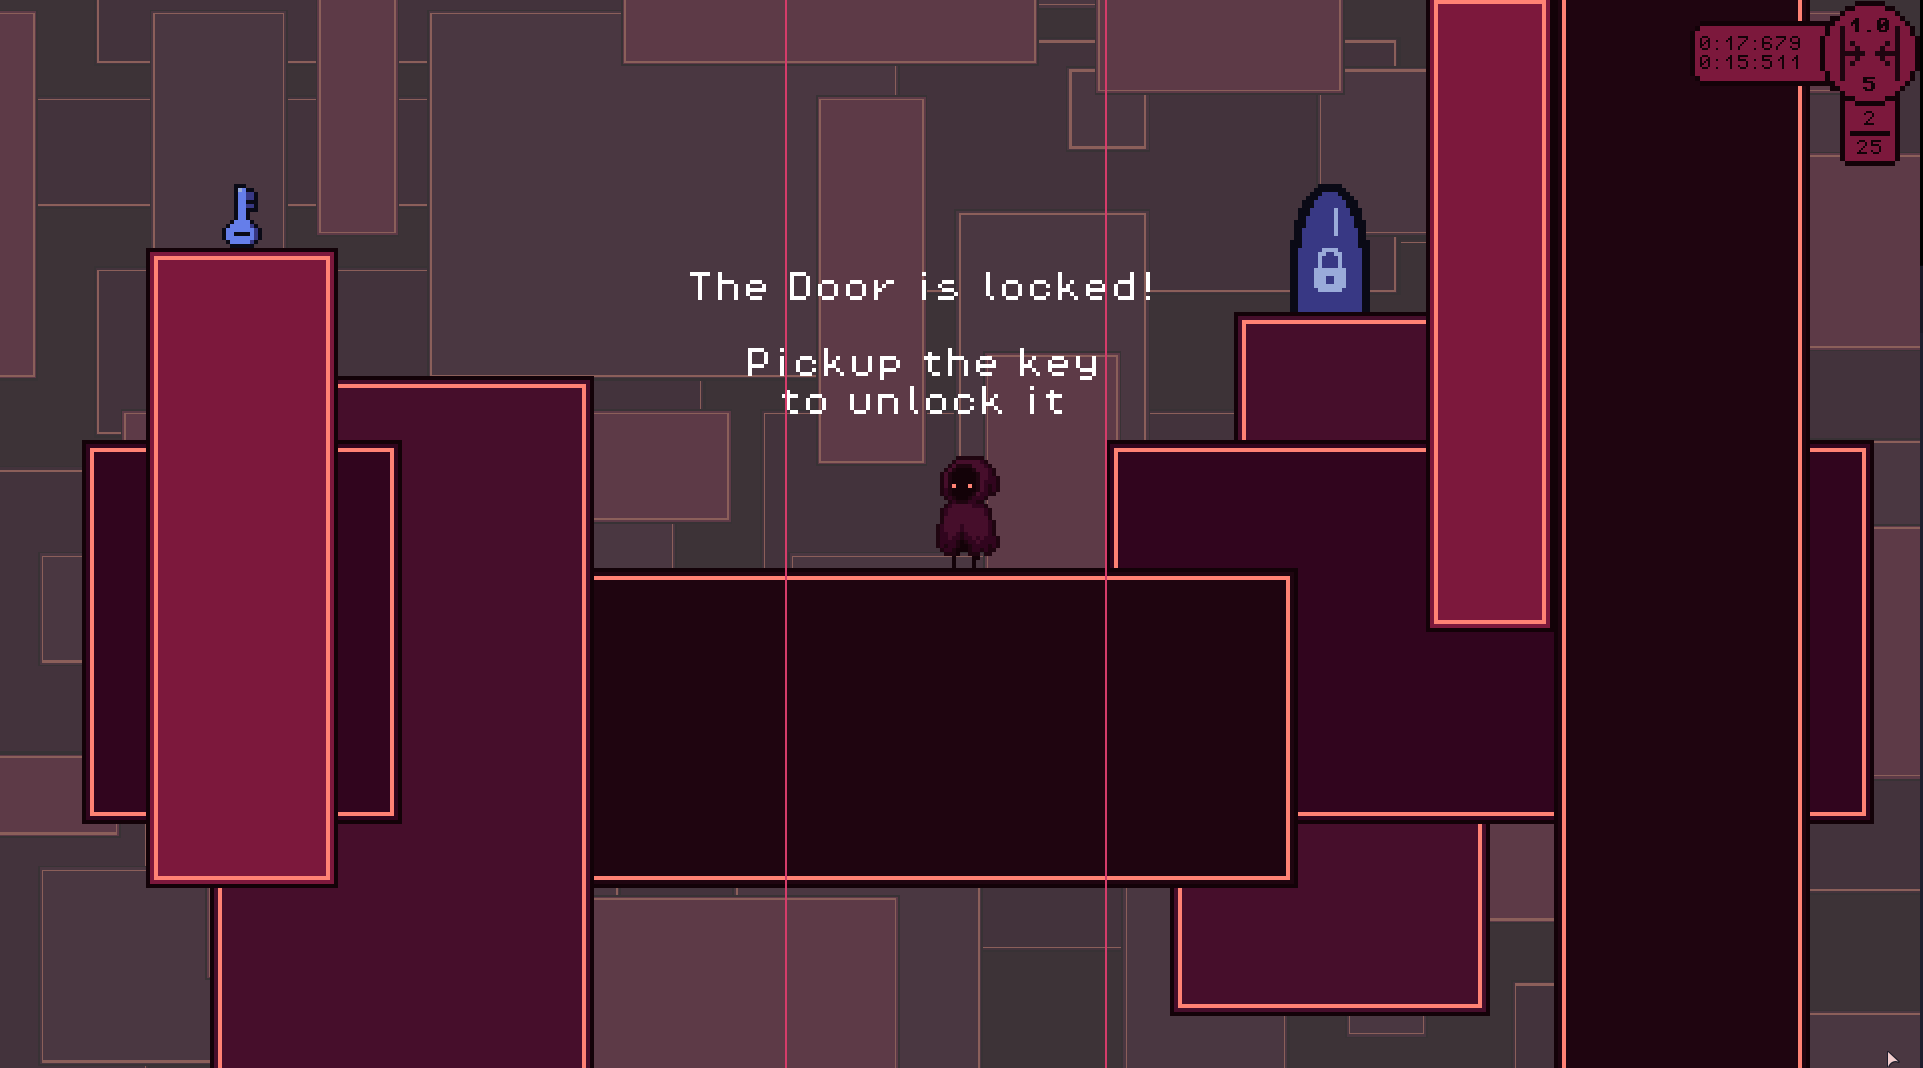 1.0
0:17:679
0:15:511
5
2
25
The Door is locked!
Pickup the key
to unlock it